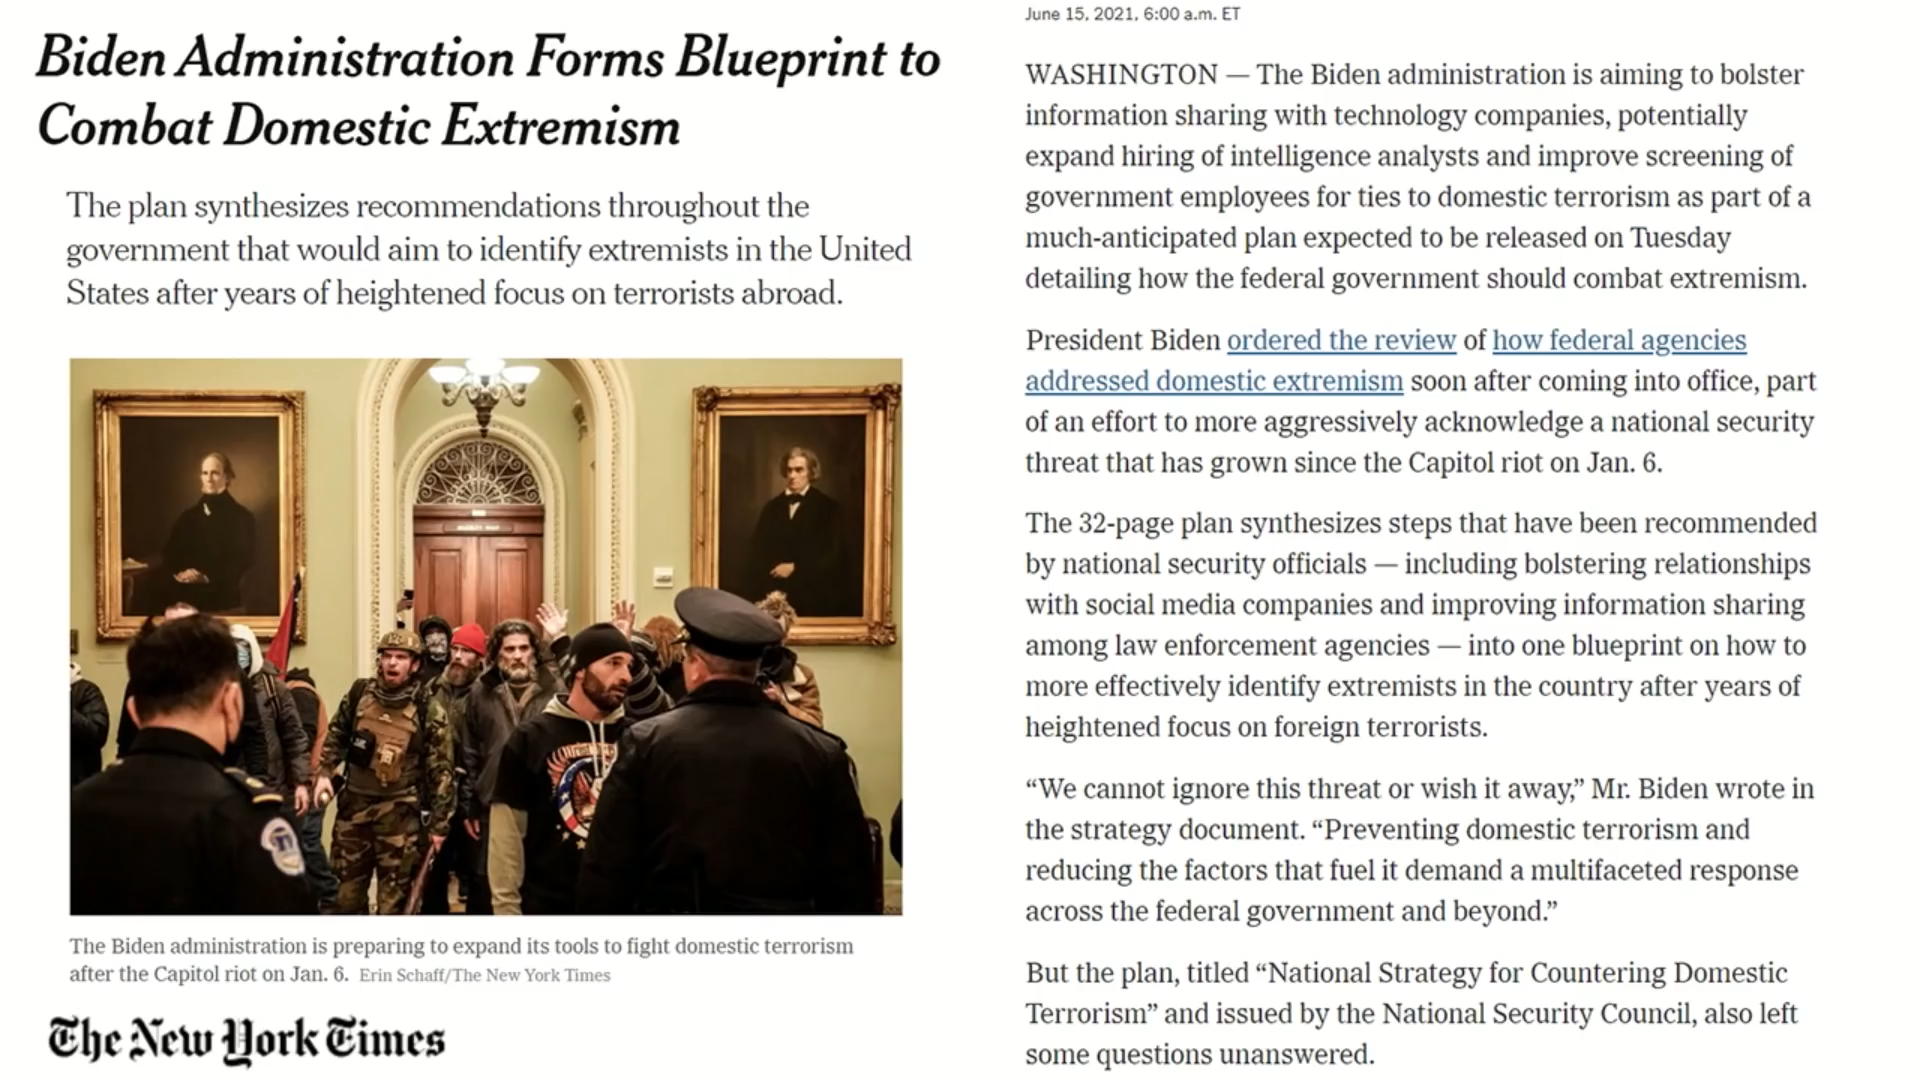 Biden Administration Forms Blueprint to
Combat Domestic Extremism
The plan synthesizes recommendations throughout the
government that would aim to identify extremists in the United
States after years of heightened focus on terrorists abroad.
The Biden administration is preparing to expand its tools to fight domestic terrorism
after the Capitol riot on Jan. 6. Erin Schaff/The New York Times
The New York Times
June 15, 2021, 6:00 a.m. ET
WASHINGTON — The Biden administration is aiming to bolster
information sharing with technology companies, potentially
expand hiring of intelligence analysts and improve screening of
government employees for ties to domestic terrorism as part of a
much-anticipated plan expected to be released on Tuesday
detailing how the federal government should combat extremism.
President Biden ordered the review of how federal agencies
addressed domestic extremism soon after coming into office, part
of an effort to more aggressively acknowledge a national security
threat that has grown since the Capitol riot on Jan. 6.
The 32-page plan synthesizes steps that have been recommended
by national security officials — including bolstering relationships
with social media companies and improving information sharing
among law enforcement agencies — into one blueprint on how to
more effectively identify extremists in the country after years of
heightened focus on foreign terrorists.
“We cannot ignore this threat or wish it away,” Mr. Biden wrote in
the strategy document. “Preventing domestic terrorism and
reducing the factors that fuel it demand a multifaceted response
across the federal government and beyond.”
But the plan, titled “National Strategy for Countering Domestic
Terrorism” and issued by the National Security Council, also left
some questions unanswered.